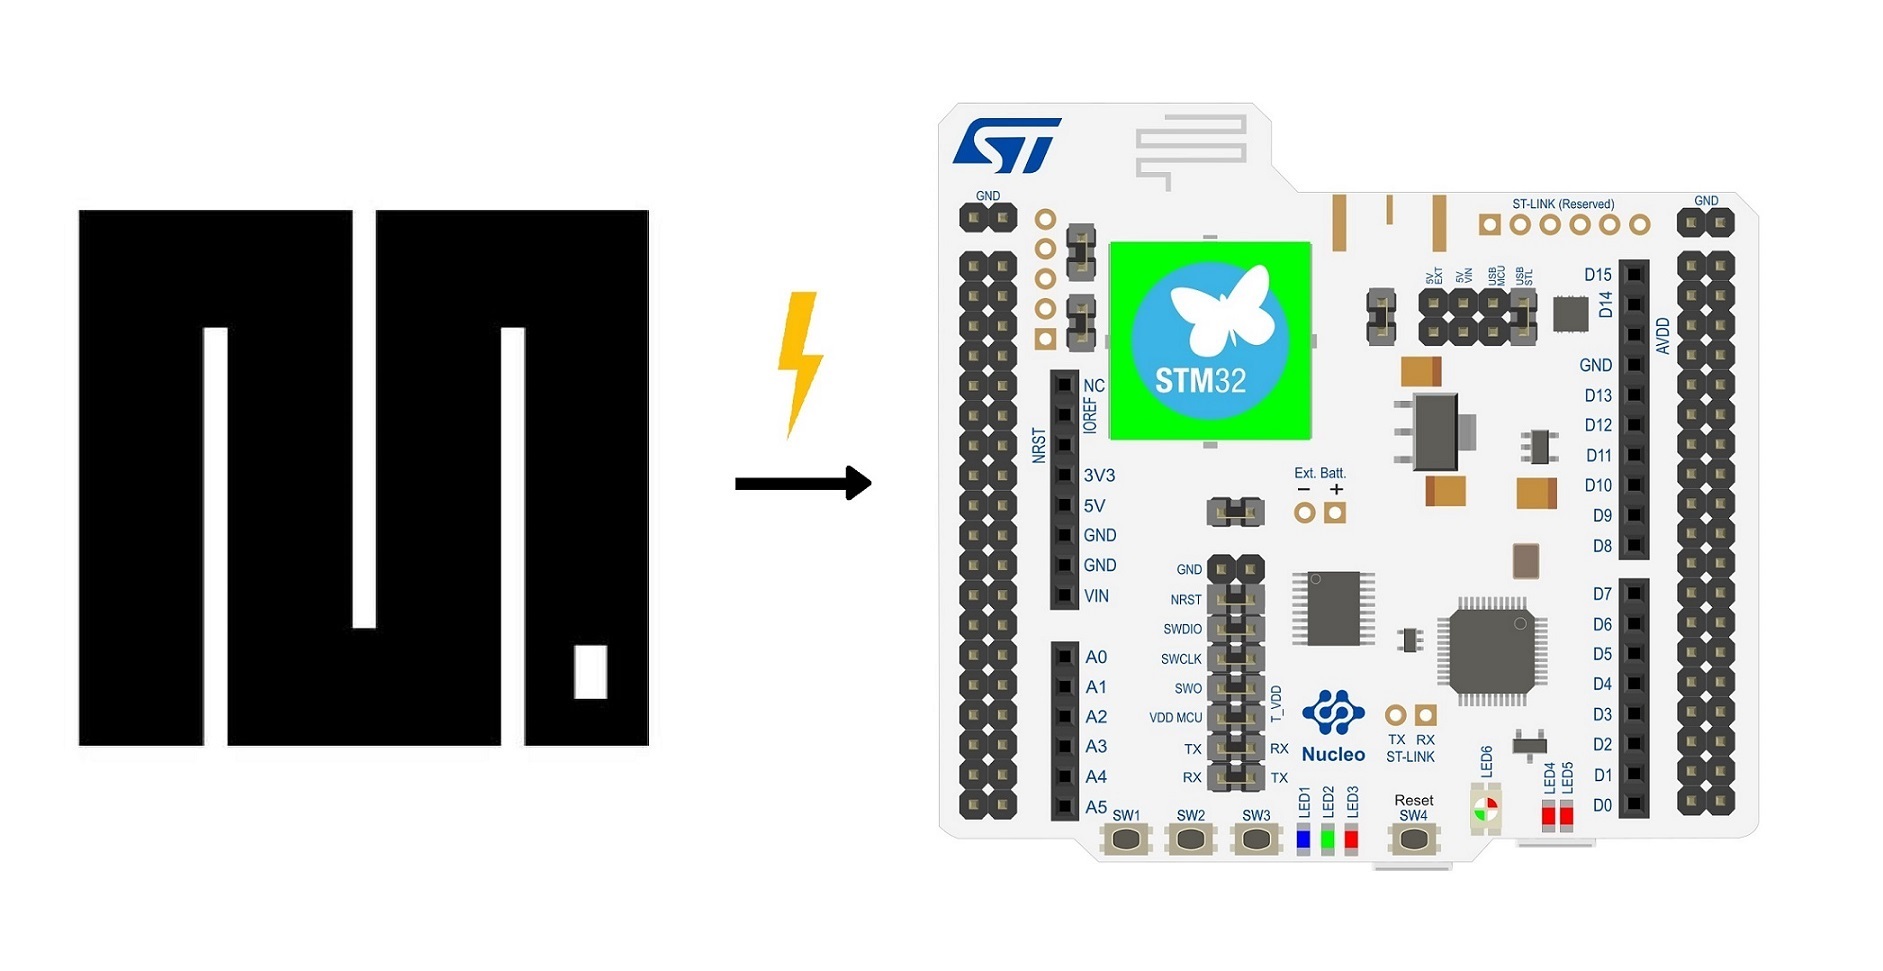 ST
GND
ST-LINK (Reserved)
GND
5V EXT
5V VIN
USB MCU
USB STL
D15
D14
AVDD
GND
D13
D12
D11
D10
D9
D8
STM32
NC
IOREF
NRST
3V3
5V
GND
GND
VIN
Ext. Batt.
− +
GND
NRST
SWDIO
SWCLK
SWO
VDD MCU
T_VDD
TX RX
RX TX
A0
A1
A2
A3
A4
A5
Nucleo
TX RX
ST-LINK
D7
D6
D5
D4
D3
D2
D1
D0
SW1
SW2
SW3
LED1
LED2
LED3
Reset
SW4
LED6
LED4
LED5